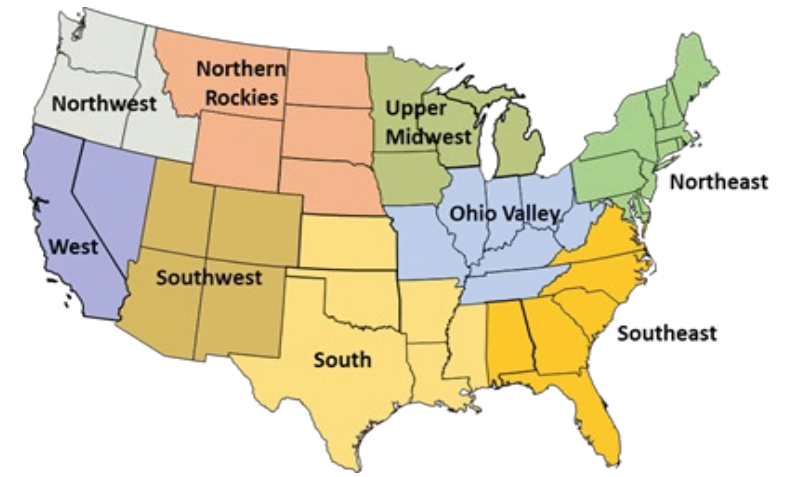 Northern
Rockies
Northwest
Upper
Midwest
Northeast
Ohio Valley
West
Southwest
Southeast
South